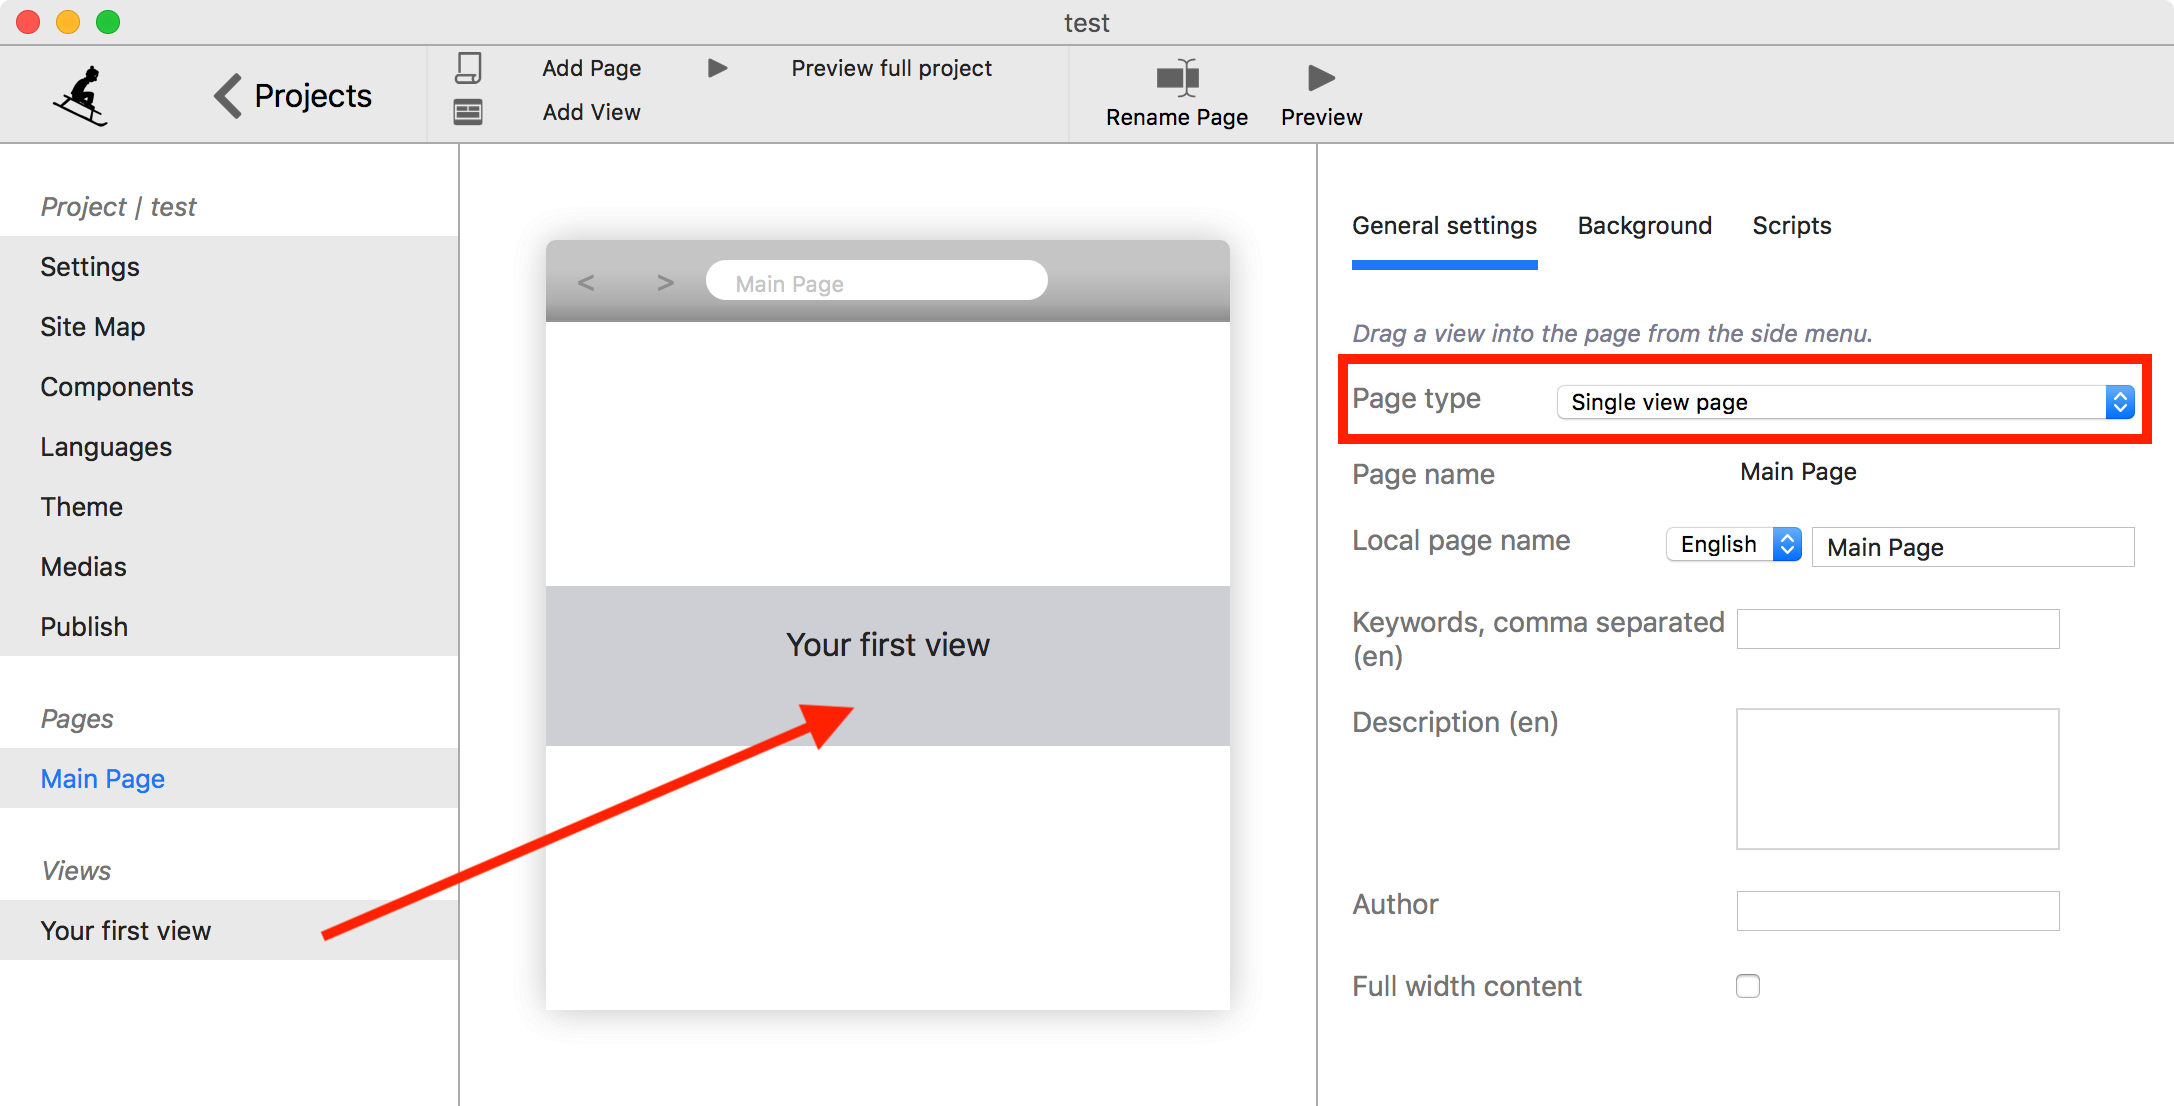 test
Projects
Add Page
Preview full project
Add View
Rename Page
Preview
Project | test
Settings
Site Map
Components
Languages
Theme
Medias
Publish
Pages
Main Page
Views
Your first view
< > Main Page
Your first view
General settings Background Scripts
Drag a view into the page from the side menu.
Page type Single view page
Page name Main Page
Local page name English Main Page
Keywords, comma separated
(en)
Description (en)
Author
Full width content